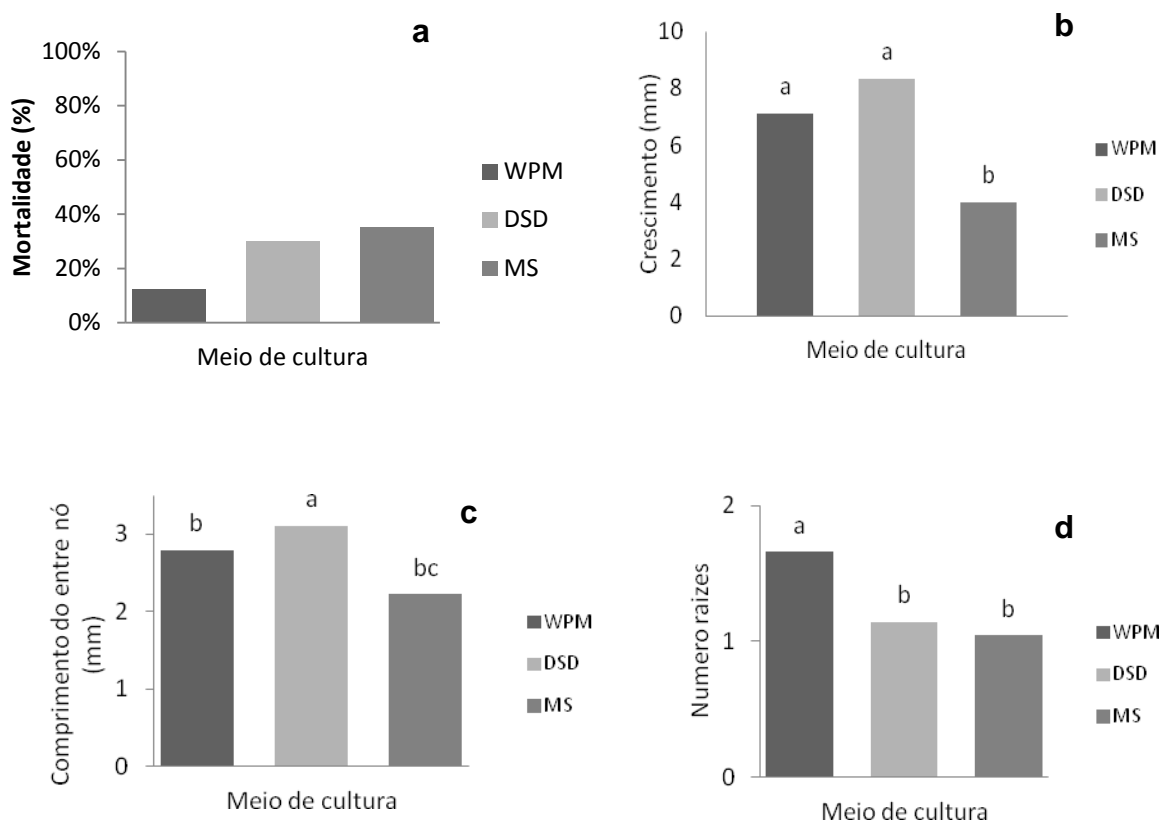 a
100%
80%
60%
40%
20%
0%
Mortalidade (%)
Meio de cultura
WPM
DSD
MS
b
10
8
6
4
2
0
Crescimento (mm)
a
a
b
Meio de cultura
WPM
DSD
MS
c
3
2
1
0
Comprimento do entre nó
(mm)
b
a
bc
Meio de cultura
WPM
DSD
MS
d
2
1
0
Numero raizes
a
b
b
Meio de cultura
WPM
DSD
MS